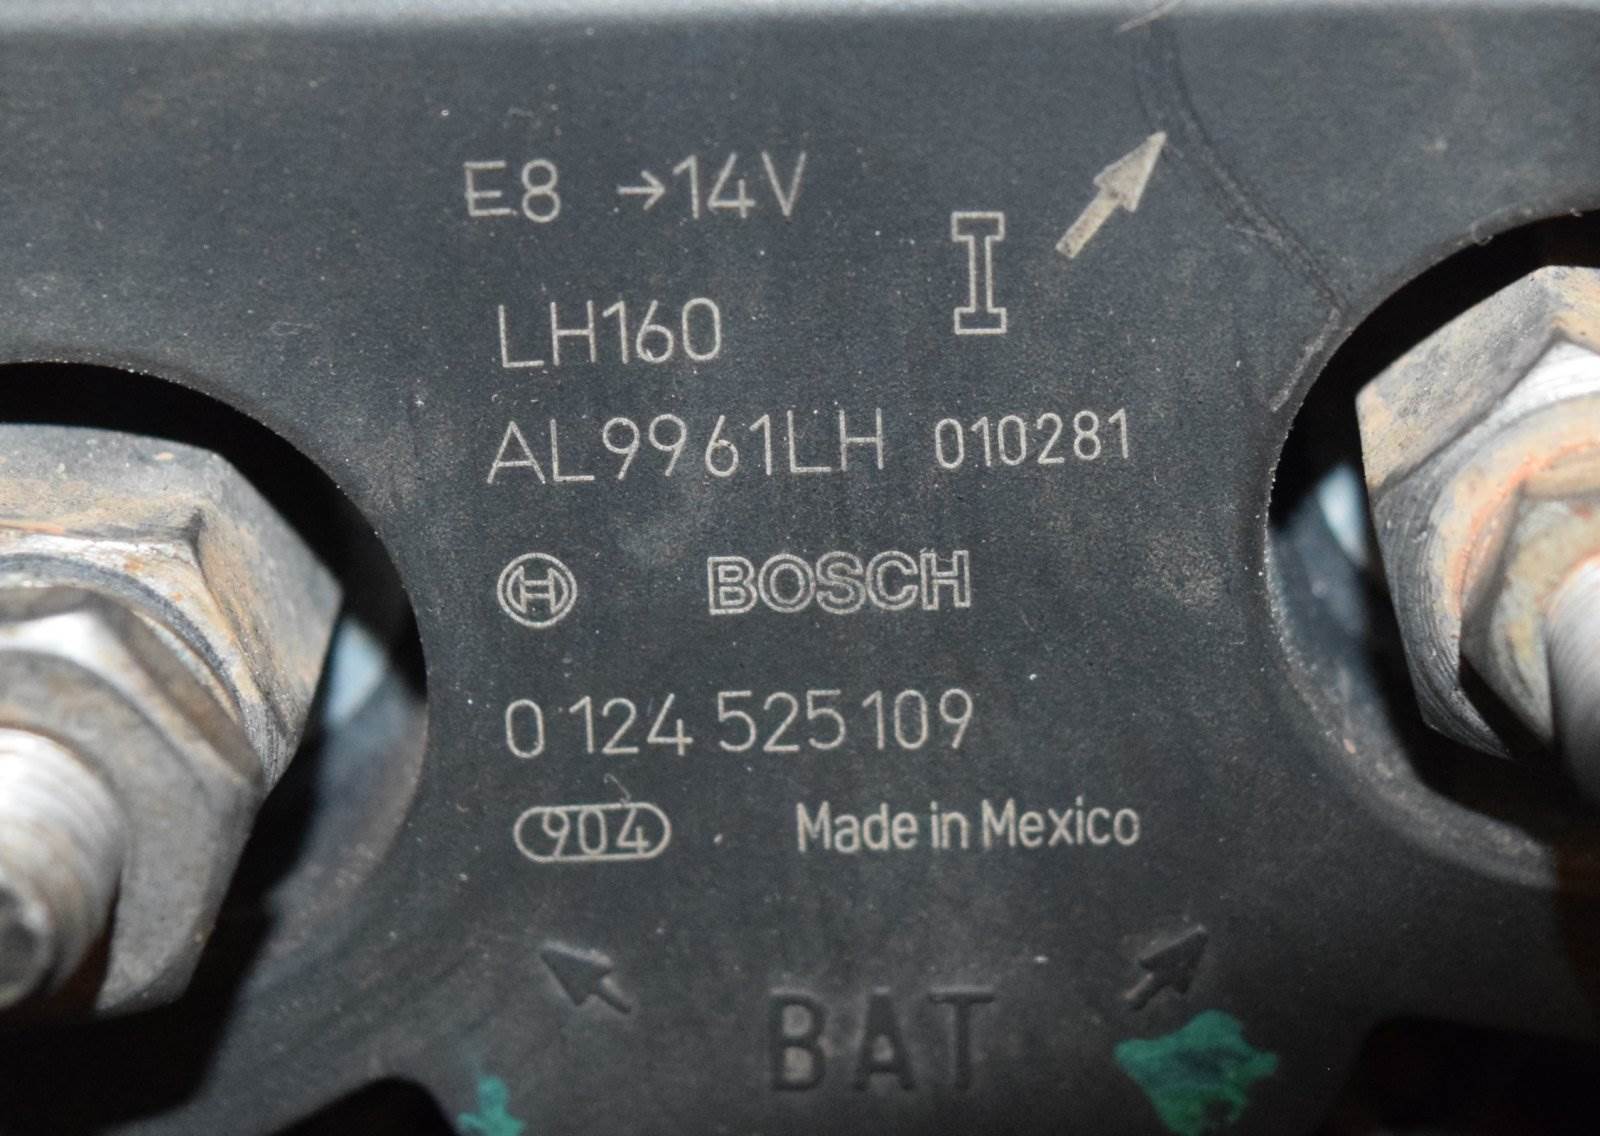 E8 →14V
I
LH160
AL9961LH 010281
BOSCH
0 124 525 109
904 Made in Mexico
BAT